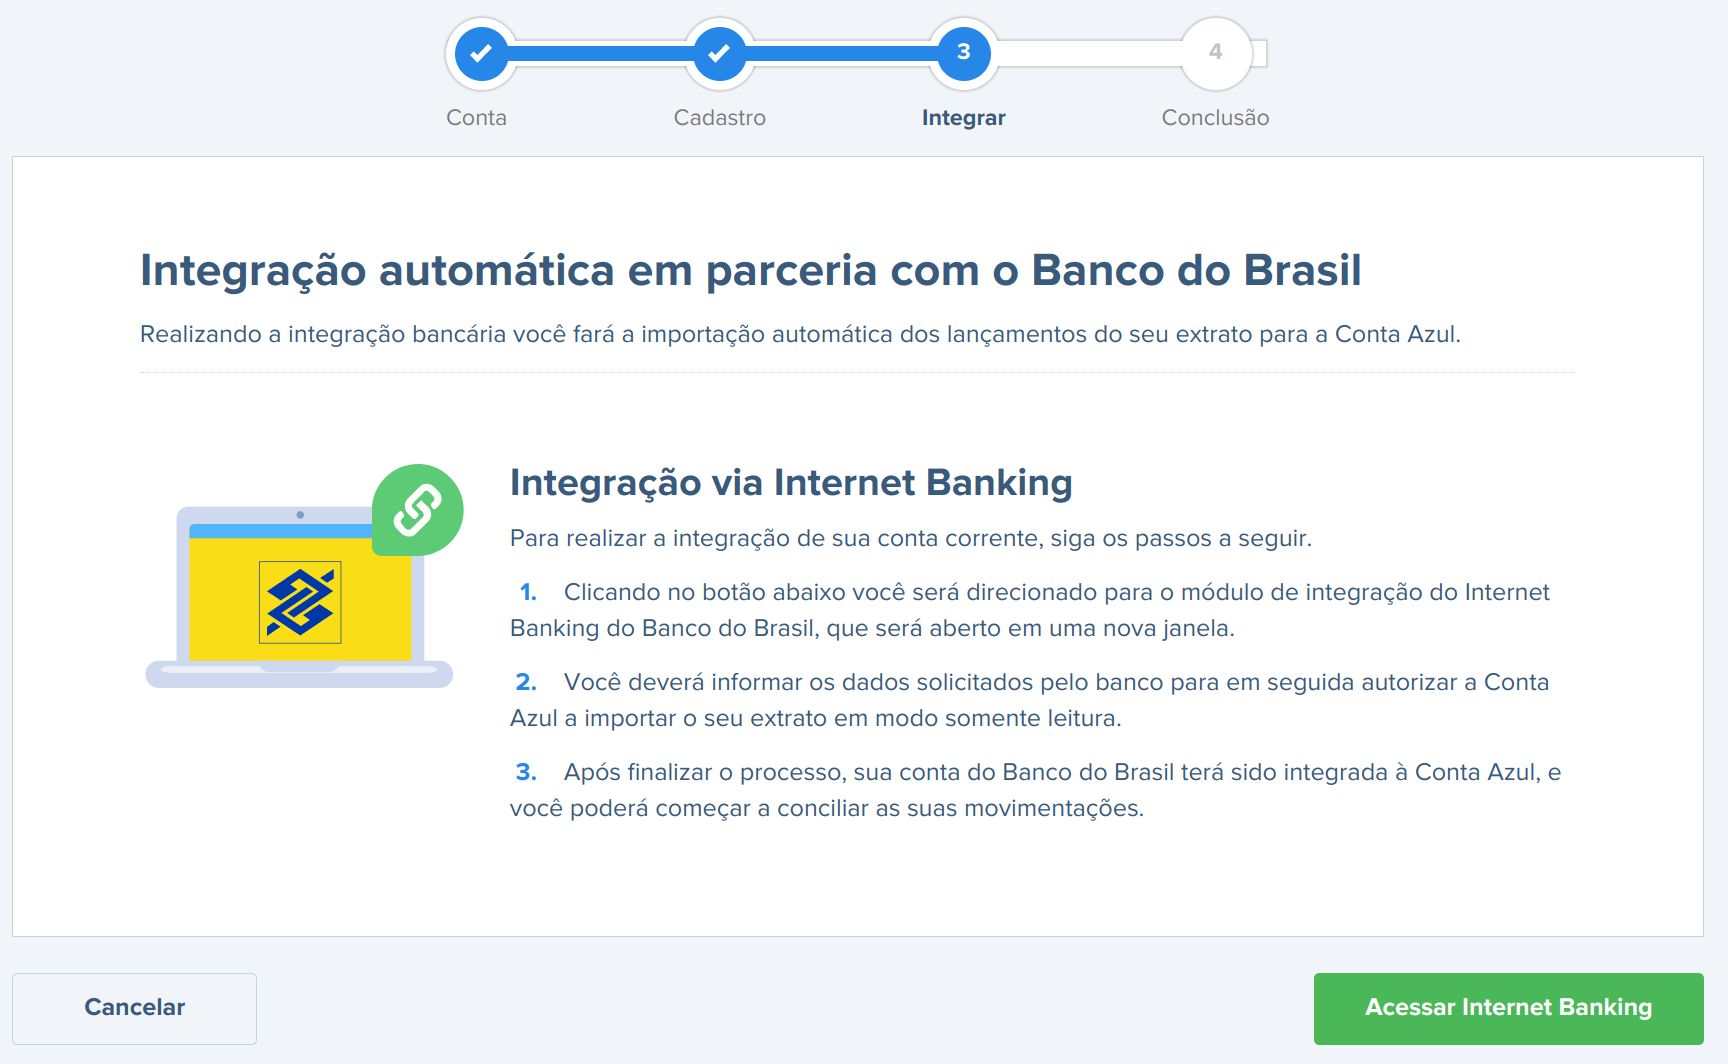 3
4
Conta
Cadastro
Integrar
Conclusão
Integração automática em parceria com o Banco do Brasil
Realizando a integração bancária você fará a importação automática dos lançamentos do seu extrato para a Conta Azul.
Integração via Internet Banking
Para realizar a integração de sua conta corrente, siga os passos a seguir.
1. Clicando no botão abaixo você será direcionado para o módulo de integração do Internet
Banking do Banco do Brasil, que será aberto em uma nova janela.
2. Você deverá informar os dados solicitados pelo banco para em seguida autorizar a Conta
Azul a importar o seu extrato em modo somente leitura.
3. Após finalizar o processo, sua conta do Banco do Brasil terá sido integrada à Conta Azul, e
você poderá começar a conciliar as suas movimentações.
Cancelar
Acessar Internet Banking